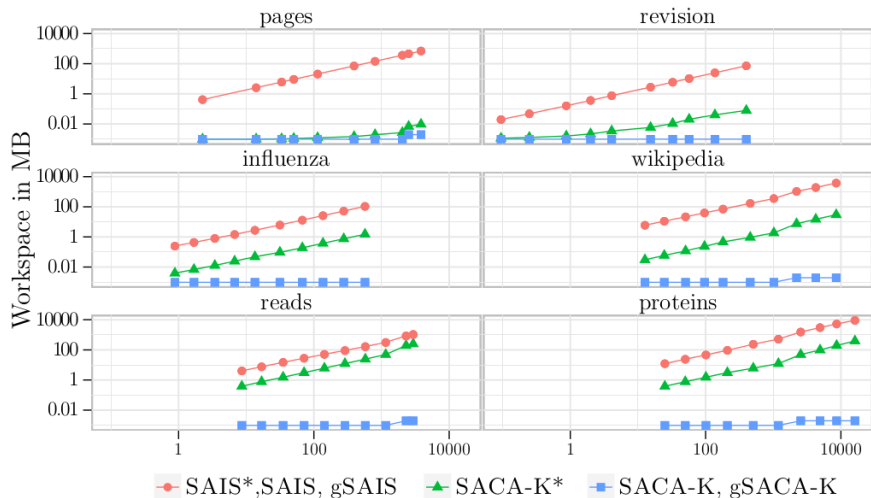 pages revision
10000
100
1
0.01
influenza wikipedia
10000
100
1
0.01
reads proteins
10000
100
1
0.01
1 100 10000 1 100 10000
Workspace in MB
SAIS*,SAIS, gSAIS SACA-K* SACA-K, gSACA-K